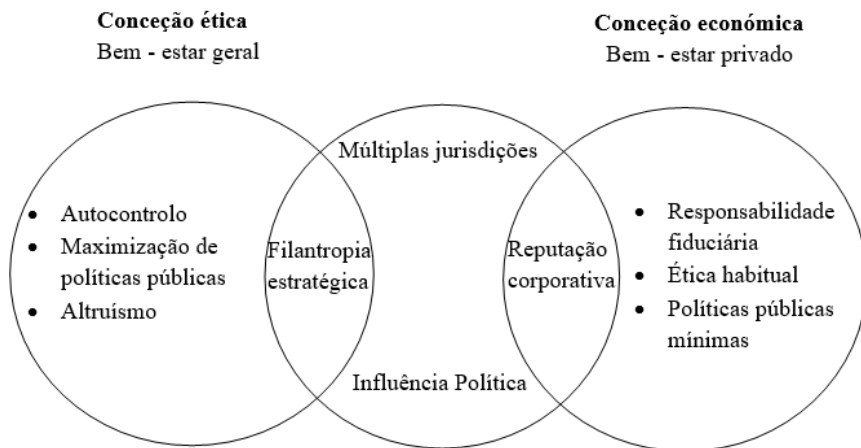 Conceção ética
Bem - estar geral
Conceção económica
Bem - estar privado
Múltiplas jurisdições
• Autocontrolo
• Maximização de
políticas públicas
• Altruísmo
Filantropia
estratégica
Reputação
corporativa
• Responsabilidade
fiduciária
• Ética habitual
• Políticas públicas
mínimas
Influência Política